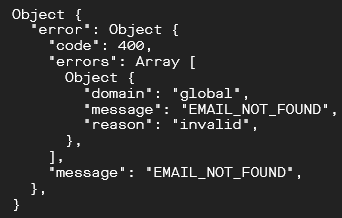 Object {
  "error": Object {
    "code": 400,
    "errors": Array [
      Object {
        "domain": "global",
        "message": "EMAIL_NOT_FOUND",
        "reason": "invalid",
      },
    ],
    "message": "EMAIL_NOT_FOUND",
  },
}